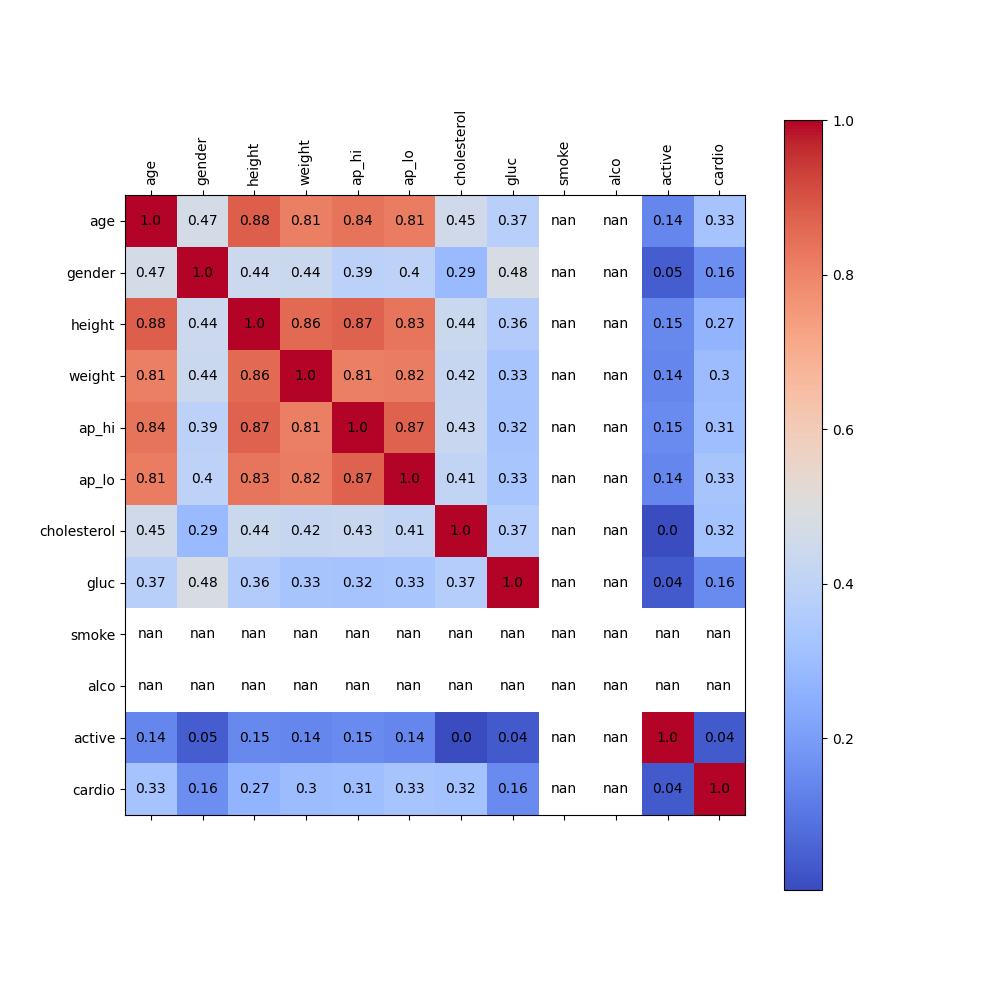 age gender height weight ap_hi ap_lo cholesterol gluc smoke alco active cardio
1.0
age 1.0 0.47 0.88 0.81 0.84 0.81 0.45 0.37 nan nan 0.14 0.33
gender 0.47 1.0 0.44 0.44 0.39 0.4 0.29 0.48 nan nan 0.05 0.16
0.8
height 0.88 0.44 1.0 0.86 0.87 0.83 0.44 0.36 nan nan 0.15 0.27
weight 0.81 0.44 0.86 1.0 0.81 0.82 0.42 0.33 nan nan 0.14 0.3
ap_hi 0.84 0.39 0.87 0.81 1.0 0.87 0.43 0.32 nan nan 0.15 0.31
0.6
ap_lo 0.81 0.4 0.83 0.82 0.87 1.0 0.41 0.33 nan nan 0.14 0.33
cholesterol 0.45 0.29 0.44 0.42 0.43 0.41 1.0 0.37 nan nan 0.0 0.32
gluc 0.37 0.48 0.36 0.33 0.32 0.33 0.37 1.0 nan nan 0.04 0.16
0.4
smoke nan nan nan nan nan nan nan nan nan nan nan nan
alco nan nan nan nan nan nan nan nan nan nan nan nan
active 0.14 0.05 0.15 0.14 0.15 0.14 0.0 0.04 nan nan 1.0 0.04
0.2
cardio 0.33 0.16 0.27 0.3 0.31 0.33 0.32 0.16 nan nan 0.04 1.0